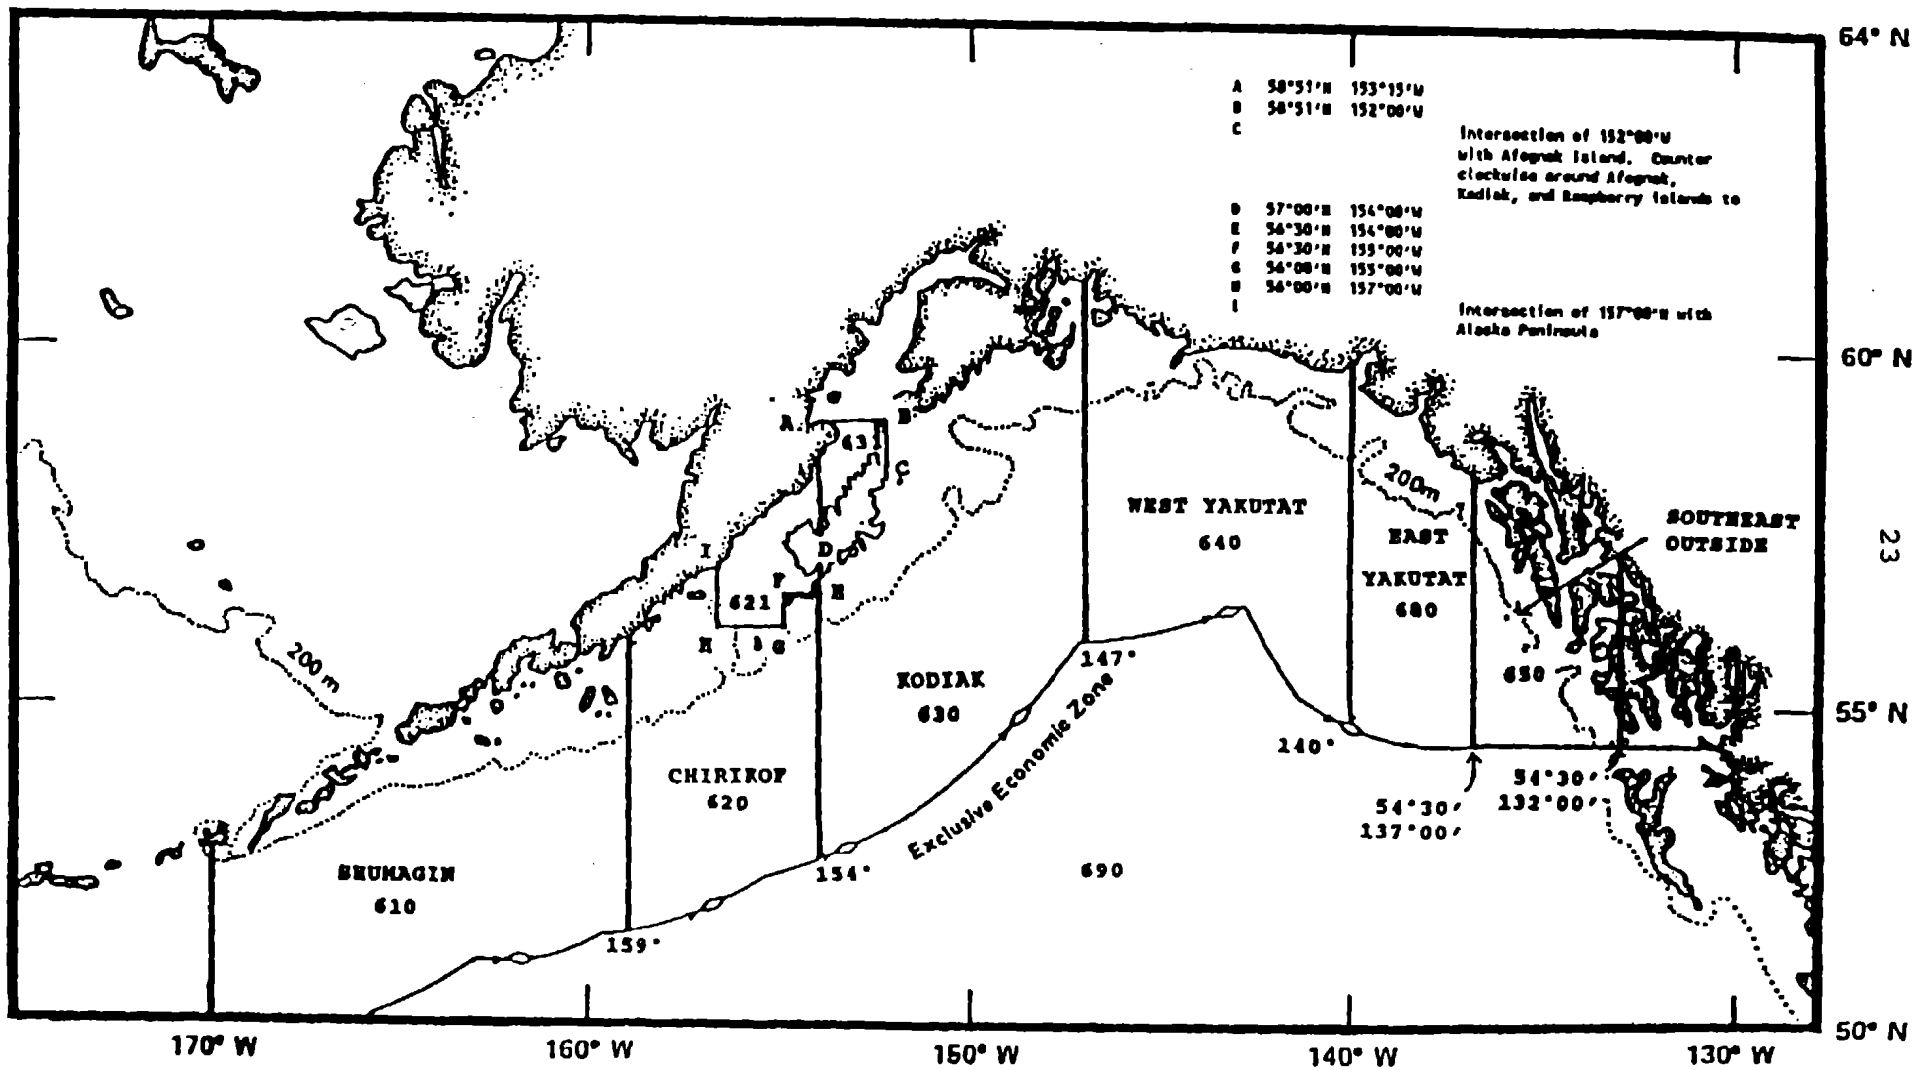 64° N
A 58°51'N 153°15'W
B 58°51'N 152°00'W
C
Intersection of 152°00'W
with Afognak Island. Counter
clockwise around Afognak,
Kodiak, and Raspberry Islands to
D 57°00'N 154°00'W
E 56°30'N 154°00'W
F 56°30'N 155°00'W
G 56°00'N 155°00'W
H 56°00'N 157°00'W
I
Intersection of 157°00'W with
Alaska Peninsula
60° N
A
B
631
C
200m
WEST YAKUTAT
640
EAST
YAKUTAT
680
SOUTHEAST
OUTSIDE
23
I
D
F
E
621
H
G
200 m
650
KODIAK
630
147°
55° N
140°
CHIRIKOF
620
Exclusive Economic Zone
54°30'
132°00'
54°30'
137°00'
SHUMAGIN
610
154°
690
159°
50° N
170° W
160° W
150° W
140° W
130° W